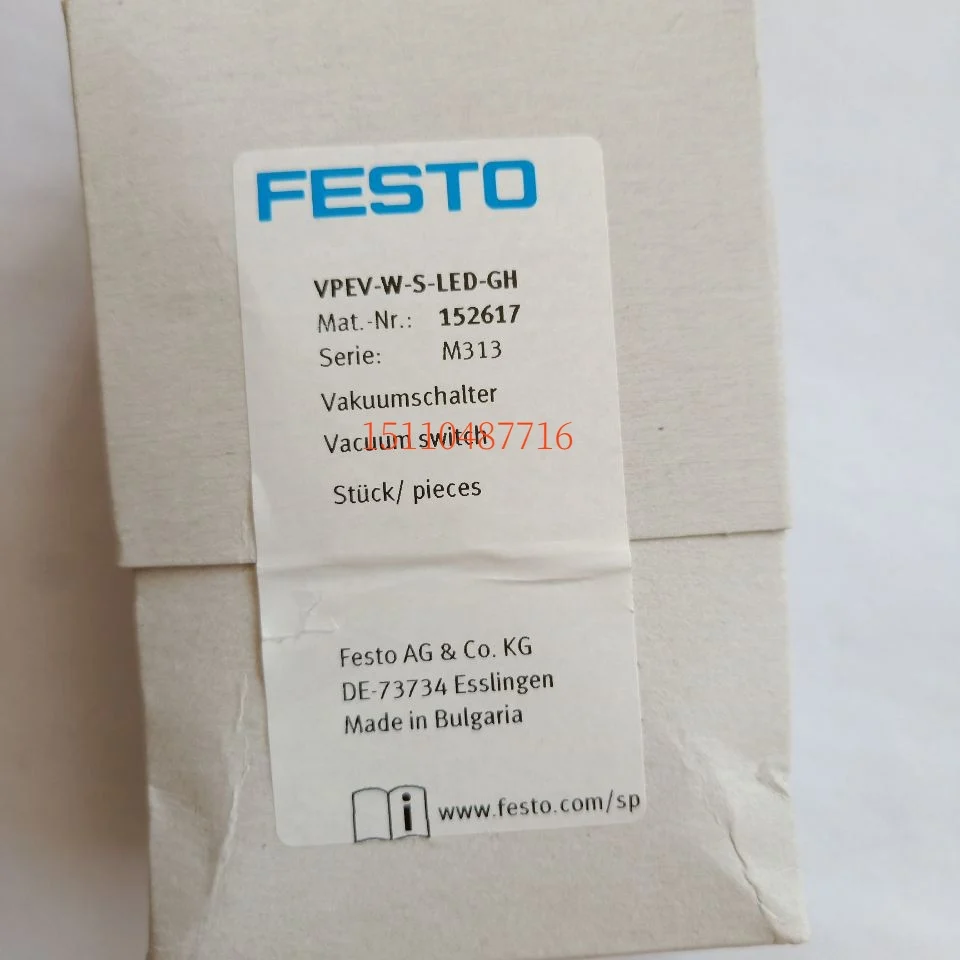 FESTO
VPEV-W-S-LED-GH
Mat.-Nr.: 152617
Serie: M313
Vakuumschalter
Vacuum switch
15110487716
Stück/ pieces
Festo AG & Co. KG
DE-73734 Esslingen
Made in Bulgaria
i www.festo.com/sp